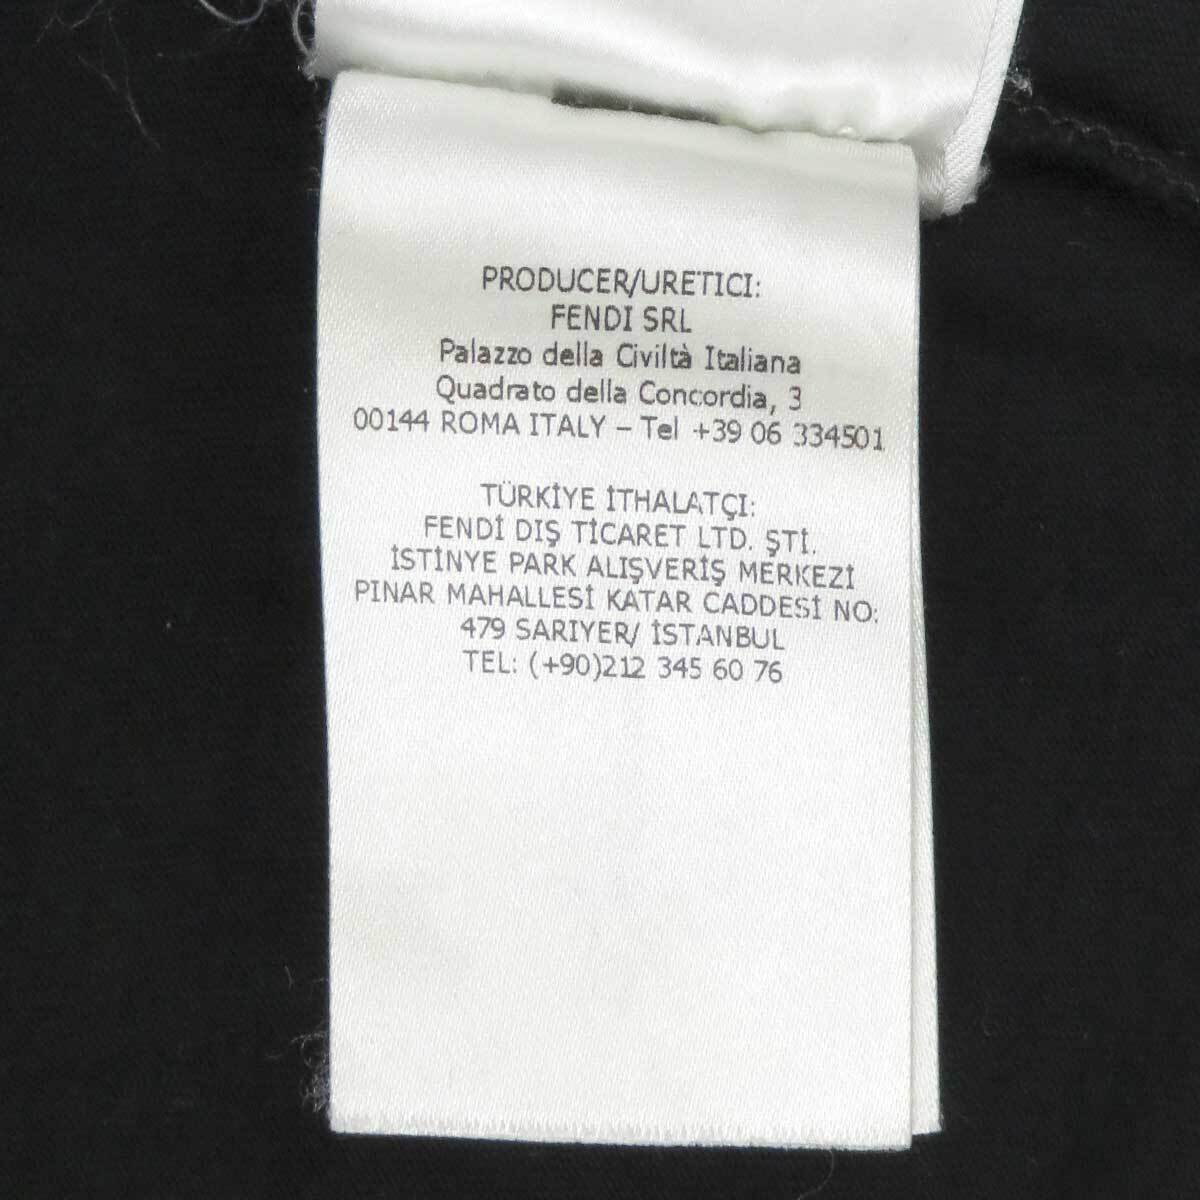 PRODUCER/URETICI:
FENDI SRL
Palazzo della Civiltà Italiana
Quadrato della Concordia, 3
00144 ROMA ITALY – Tel +39 06 334501
TÜRKİYE İTHALATÇI:
FENDİ DIŞ TİCARET LTD. ŞTİ.
İSTİNYE PARK ALIŞVERİŞ MERKEZİ
PINAR MAHALLESİ KATAR CADDESİ NO:
479 SARIYER/ İSTANBUL
TEL: (+90)212 345 60 76